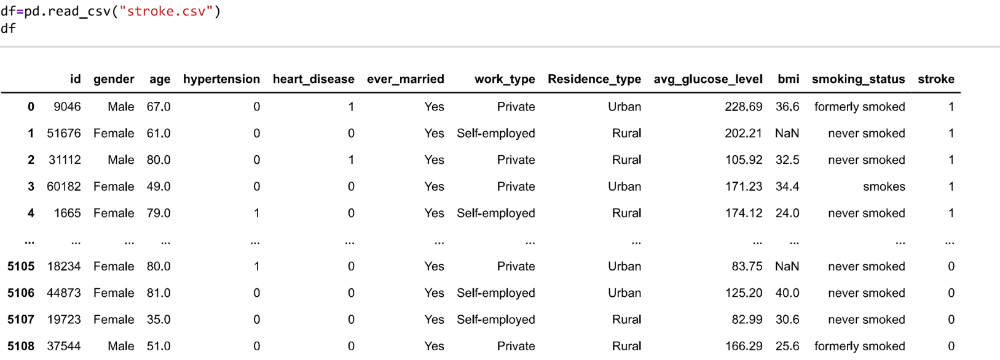 df=pd.read_csv("stroke.csv")
df
id gender age hypertension heart_disease ever_married work_type Residence_type avg_glucose_level bmi smoking_status stroke
0 9046 Male 67.0 0 1 Yes Private Urban 228.69 36.6 formerly smoked 1
1 51676 Female 61.0 0 0 Yes Self-employed Rural 202.21 NaN never smoked 1
2 31112 Male 80.0 0 1 Yes Private Rural 105.92 32.5 never smoked 1
3 60182 Female 49.0 0 0 Yes Private Urban 171.23 34.4 smokes 1
4 1665 Female 79.0 1 0 Yes Self-employed Rural 174.12 24.0 never smoked 1
... ... ... ... ... ... ... ... ... ... ... ... ...
5105 18234 Female 80.0 1 0 Yes Private Urban 83.75 NaN never smoked 0
5106 44873 Female 81.0 0 0 Yes Self-employed Urban 125.20 40.0 never smoked 0
5107 19723 Female 35.0 0 0 Yes Self-employed Rural 82.99 30.6 never smoked 0
5108 37544 Male 51.0 0 0 Yes Private Rural 166.29 25.6 formerly smoked 0